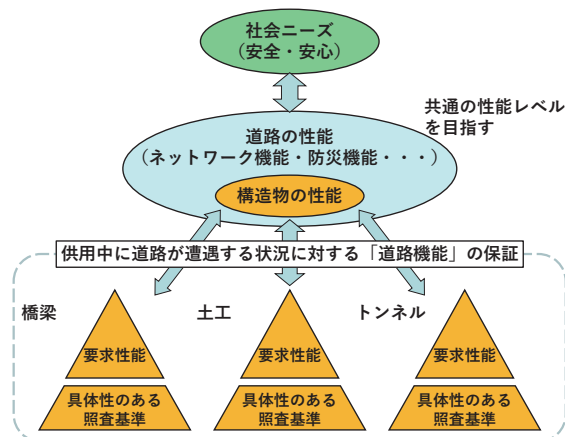 社会ニーズ
（安全・安心）
共通の性能レベル
を目指す
道路の性能
（ネットワーク機能・防災機能・・・）
構造物の性能
供用中に道路が遭遇する状況に対する「道路機能」の保証
橋梁
土工
トンネル
要求性能
要求性能
要求性能
具体性のある
照査基準
具体性のある
照査基準
具体性のある
照査基準